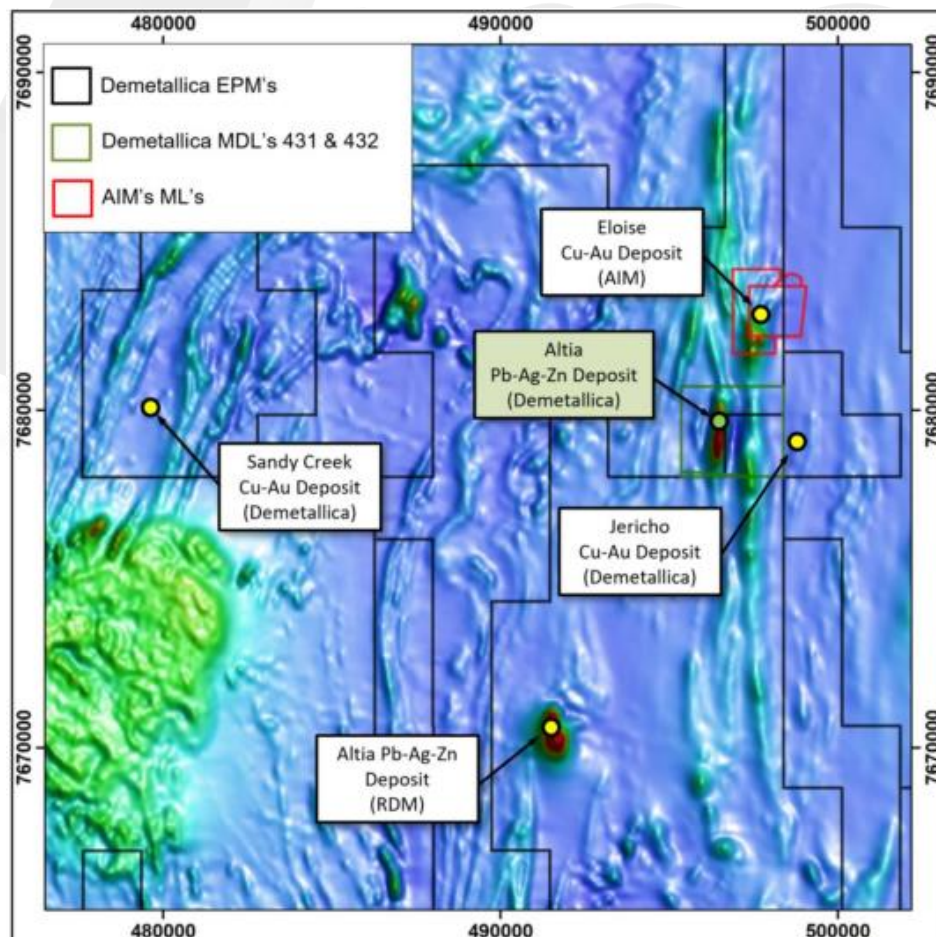 480000
490000
500000
7690000
7690000
Demetallica EPM's
Demetallica MDL's 431 & 432
AIM's ML's
Eloise
Cu-Au Deposit
(AIM)
Altia
Pb-Ag-Zn Deposit
(Demetallica)
7680000
7680000
Sandy Creek
Cu-Au Deposit
(Demetallica)
Jericho
Cu-Au Deposit
(Demetallica)
7670000
7670000
Altia Pb-Ag-Zn
Deposit
(RDM)
480000
490000
500000